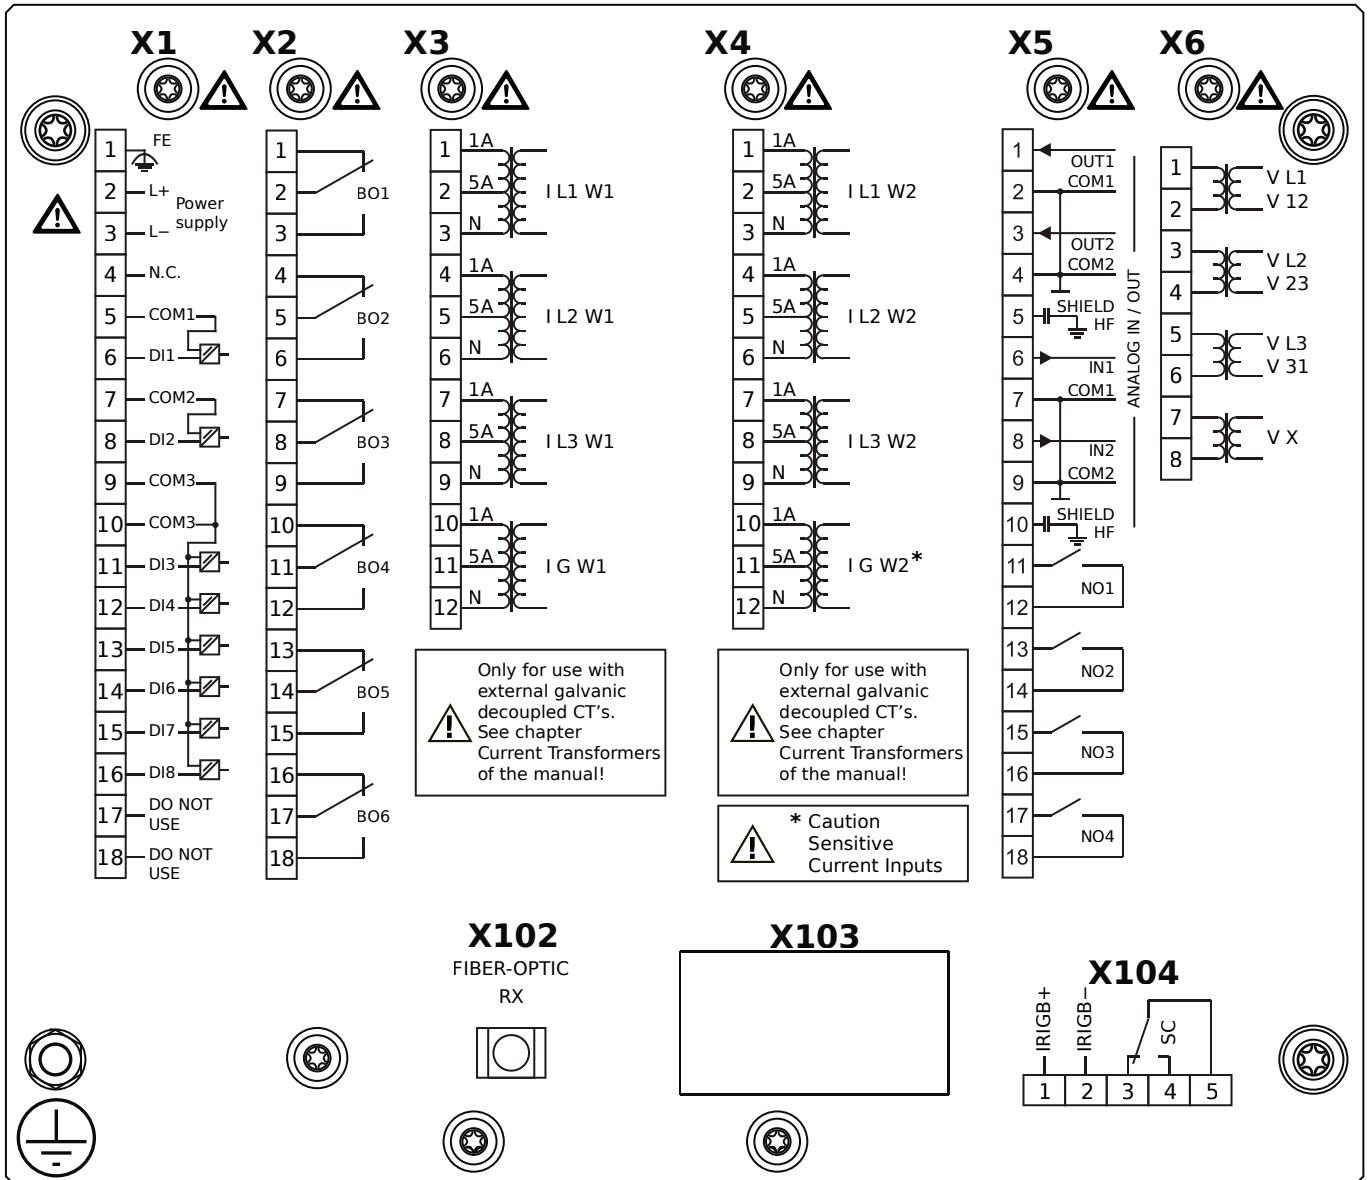 X1
X2
X3
X4
X5
X6
1 FE
2 L+ Power
supply
3 L−
4 N.C.
5 COM1
6 DI1
7 COM2
8 DI2
9 COM3
10 COM3
11 DI3
12 DI4
13 DI5
14 DI6
15 DI7
16 DI8
17 DO NOT
USE
18 DO NOT
USE
1
2 BO1
3
4
5 BO2
6
7
8 BO3
9
10
11 BO4
12
13
14 BO5
15
16
17 BO6
18
1 1A
2 5A I L1 W1
3 N
4 1A
5 5A I L2 W1
6 N
7 1A
8 5A I L3 W1
9 N
10 1A
11 5A I G W1
12 N
Only for use with
external galvanic
decoupled CT's.
See chapter
Current Transformers
of the manual!
1 1A
2 5A I L1 W2
3 N
4 1A
5 5A I L2 W2
6 N
7 1A
8 5A I L3 W2
9 N
10 1A
11 5A I G W2*
12 N
Only for use with
external galvanic
decoupled CT's.
See chapter
Current Transformers
of the manual!
* Caution
Sensitive
Current Inputs
1 OUT1
2 COM1
3 OUT2
4 COM2
5 SHIELD
HF
6 IN1
7 COM1
8 IN2
9 COM2
10 SHIELD
HF
ANALOG IN / OUT
11
NO1
12
13
NO2
14
15
NO3
16
17
NO4
18
1 V L1
2 V 12
3 V L2
4 V 23
5 V L3
6 V 31
7 V X
8
X102
FIBER-OPTIC
RX
X103
X104
IRIGB+
IRIGB−
SC
1 2 3 4 5